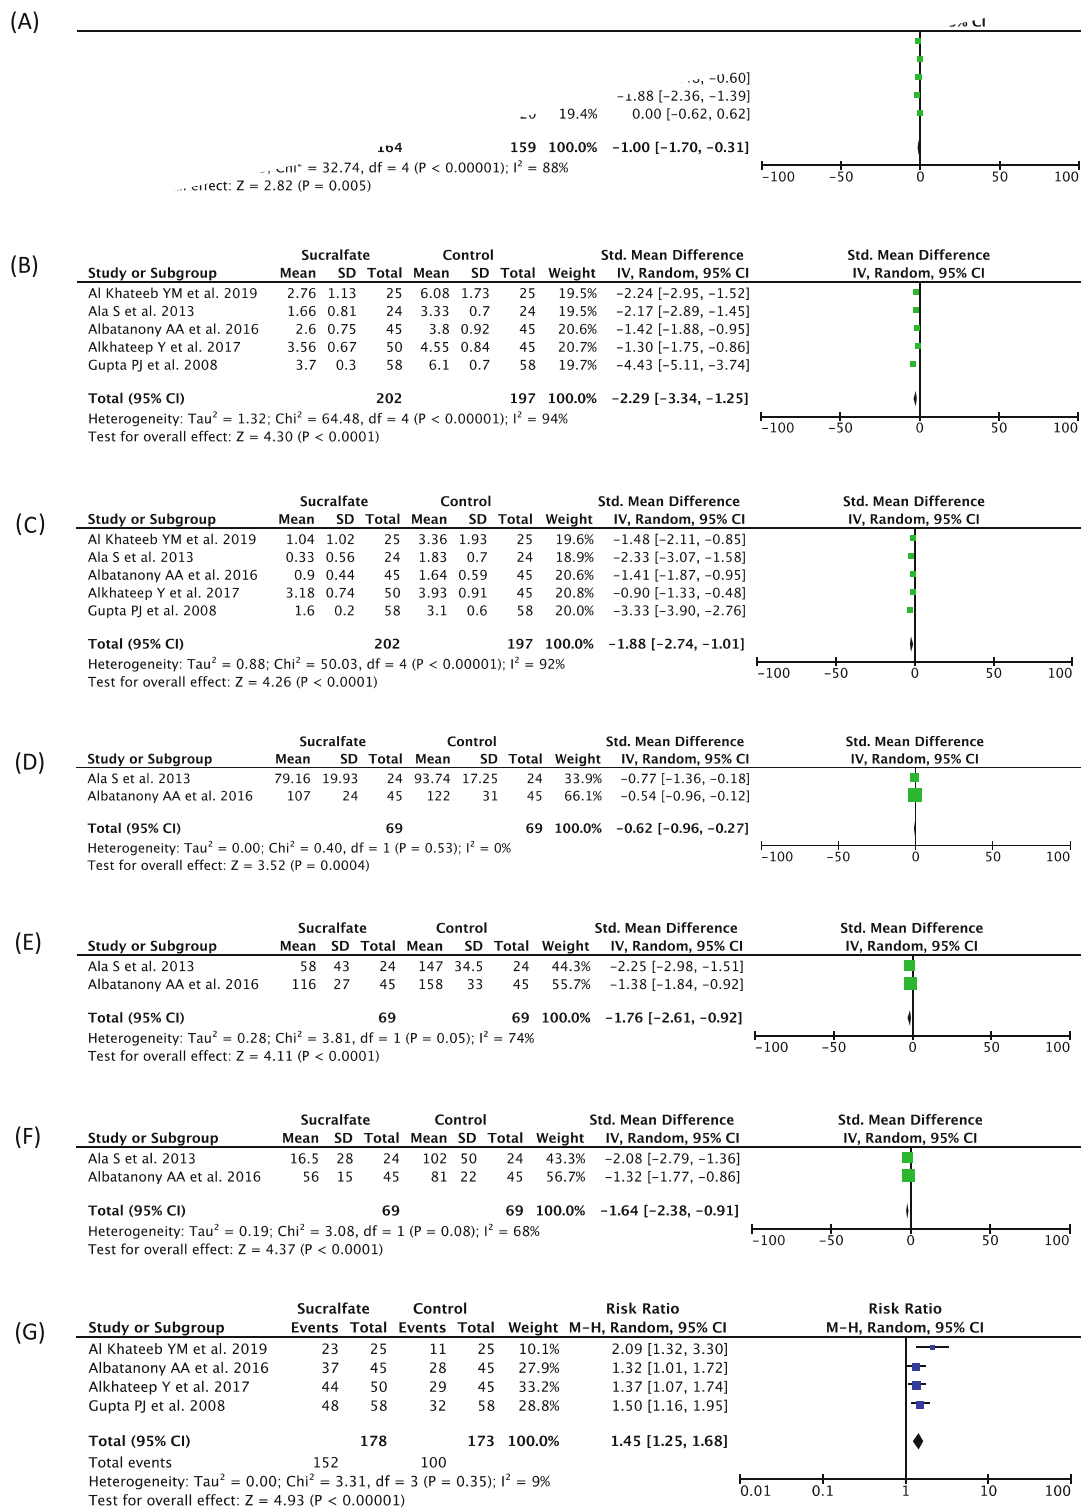 (A)
% CI
-0.60]
-1.88 [-2.36, -1.39]
19.4% 0.00 [-0.62, 0.62]
164 159 100.0% -1.00 [-1.70, -0.31]
Chi² = 32.74, df = 4 (P < 0.00001); I² = 88%
effect: Z = 2.82 (P = 0.005)
-100 -50 0 50 100
(B)
Sucralfate Control Std. Mean Difference Std. Mean Difference
Study or Subgroup Mean SD Total Mean SD Total Weight IV, Random, 95% CI IV, Random, 95% CI
Al Khateeb YM et al. 2019 2.76 1.13 25 6.08 1.73 25 19.5% -2.24 [-2.95, -1.52]
Ala S et al. 2013 1.66 0.81 24 3.33 0.7 24 19.5% -2.17 [-2.89, -1.45]
Albatanony AA et al. 2016 2.6 0.75 45 3.8 0.92 45 20.6% -1.42 [-1.88, -0.95]
Alkhateep Y et al. 2017 3.56 0.67 50 4.55 0.84 45 20.7% -1.30 [-1.75, -0.86]
Gupta PJ et al. 2008 3.7 0.3 58 6.1 0.7 58 19.7% -4.43 [-5.11, -3.74]
Total (95% CI) 202 197 100.0% -2.29 [-3.34, -1.25]
Heterogeneity: Tau² = 1.32; Chi² = 64.48, df = 4 (P < 0.00001); I² = 94%
Test for overall effect: Z = 4.30 (P < 0.0001)
-100 -50 0 50 100
(C)
Sucralfate Control Std. Mean Difference Std. Mean Difference
Study or Subgroup Mean SD Total Mean SD Total Weight IV, Random, 95% CI IV, Random, 95% CI
Al Khateeb YM et al. 2019 1.04 1.02 25 3.36 1.93 25 19.6% -1.48 [-2.11, -0.85]
Ala S et al. 2013 0.33 0.56 24 1.83 0.7 24 18.9% -2.33 [-3.07, -1.58]
Albatanony AA et al. 2016 0.9 0.44 45 1.64 0.59 45 20.6% -1.41 [-1.87, -0.95]
Alkhateep Y et al. 2017 3.18 0.74 50 3.93 0.91 45 20.8% -0.90 [-1.33, -0.48]
Gupta PJ et al. 2008 1.6 0.2 58 3.1 0.6 58 20.0% -3.33 [-3.90, -2.76]
Total (95% CI) 202 197 100.0% -1.88 [-2.74, -1.01]
Heterogeneity: Tau² = 0.88; Chi² = 50.03, df = 4 (P < 0.00001); I² = 92%
Test for overall effect: Z = 4.26 (P < 0.0001)
-100 -50 0 50 100
(D)
Sucralfate Control Std. Mean Difference Std. Mean Difference
Study or Subgroup Mean SD Total Mean SD Total Weight IV, Random, 95% CI IV, Random, 95% CI
Ala S et al. 2013 79.16 19.93 24 93.74 17.25 24 33.9% -0.77 [-1.36, -0.18]
Albatanony AA et al. 2016 107 24 45 122 31 45 66.1% -0.54 [-0.96, -0.12]
Total (95% CI) 69 69 100.0% -0.62 [-0.96, -0.27]
Heterogeneity: Tau² = 0.00; Chi² = 0.40, df = 1 (P = 0.53); I² = 0%
Test for overall effect: Z = 3.52 (P = 0.0004)
-100 -50 0 50 100
(E)
Sucralfate Control Std. Mean Difference Std. Mean Difference
Study or Subgroup Mean SD Total Mean SD Total Weight IV, Random, 95% CI IV, Random, 95% CI
Ala S et al. 2013 58 43 24 147 34.5 24 44.3% -2.25 [-2.98, -1.51]
Albatanony AA et al. 2016 116 27 45 158 33 45 55.7% -1.38 [-1.84, -0.92]
Total (95% CI) 69 69 100.0% -1.76 [-2.61, -0.92]
Heterogeneity: Tau² = 0.28; Chi² = 3.81, df = 1 (P = 0.05); I² = 74%
Test for overall effect: Z = 4.11 (P < 0.0001)
-100 -50 0 50 100
(F)
Sucralfate Control Std. Mean Difference Std. Mean Difference
Study or Subgroup Mean SD Total Mean SD Total Weight IV, Random, 95% CI IV, Random, 95% CI
Ala S et al. 2013 16.5 28 24 102 50 24 43.3% -2.08 [-2.79, -1.36]
Albatanony AA et al. 2016 56 15 45 81 22 45 56.7% -1.32 [-1.77, -0.86]
Total (95% CI) 69 69 100.0% -1.64 [-2.38, -0.91]
Heterogeneity: Tau² = 0.19; Chi² = 3.08, df = 1 (P = 0.08); I² = 68%
Test for overall effect: Z = 4.37 (P < 0.0001)
-100 -50 0 50 100
(G)
Sucralfate Control Risk Ratio Risk Ratio
Study or Subgroup Events Total Events Total Weight M-H, Random, 95% CI M-H, Random, 95% CI
Al Khateeb YM et al. 2019 23 25 11 25 10.1% 2.09 [1.32, 3.30]
Albatanony AA et al. 2016 37 45 28 45 27.9% 1.32 [1.01, 1.72]
Alkhateep Y et al. 2017 44 50 29 45 33.2% 1.37 [1.07, 1.74]
Gupta PJ et al. 2008 48 58 32 58 28.8% 1.50 [1.16, 1.95]
Total (95% CI) 178 173 100.0% 1.45 [1.25, 1.68]
Total events 152 100
Heterogeneity: Tau² = 0.00; Chi² = 3.31, df = 3 (P = 0.35); I² = 9%
Test for overall effect: Z = 4.93 (P < 0.00001)
0.01 0.1 1 10 100